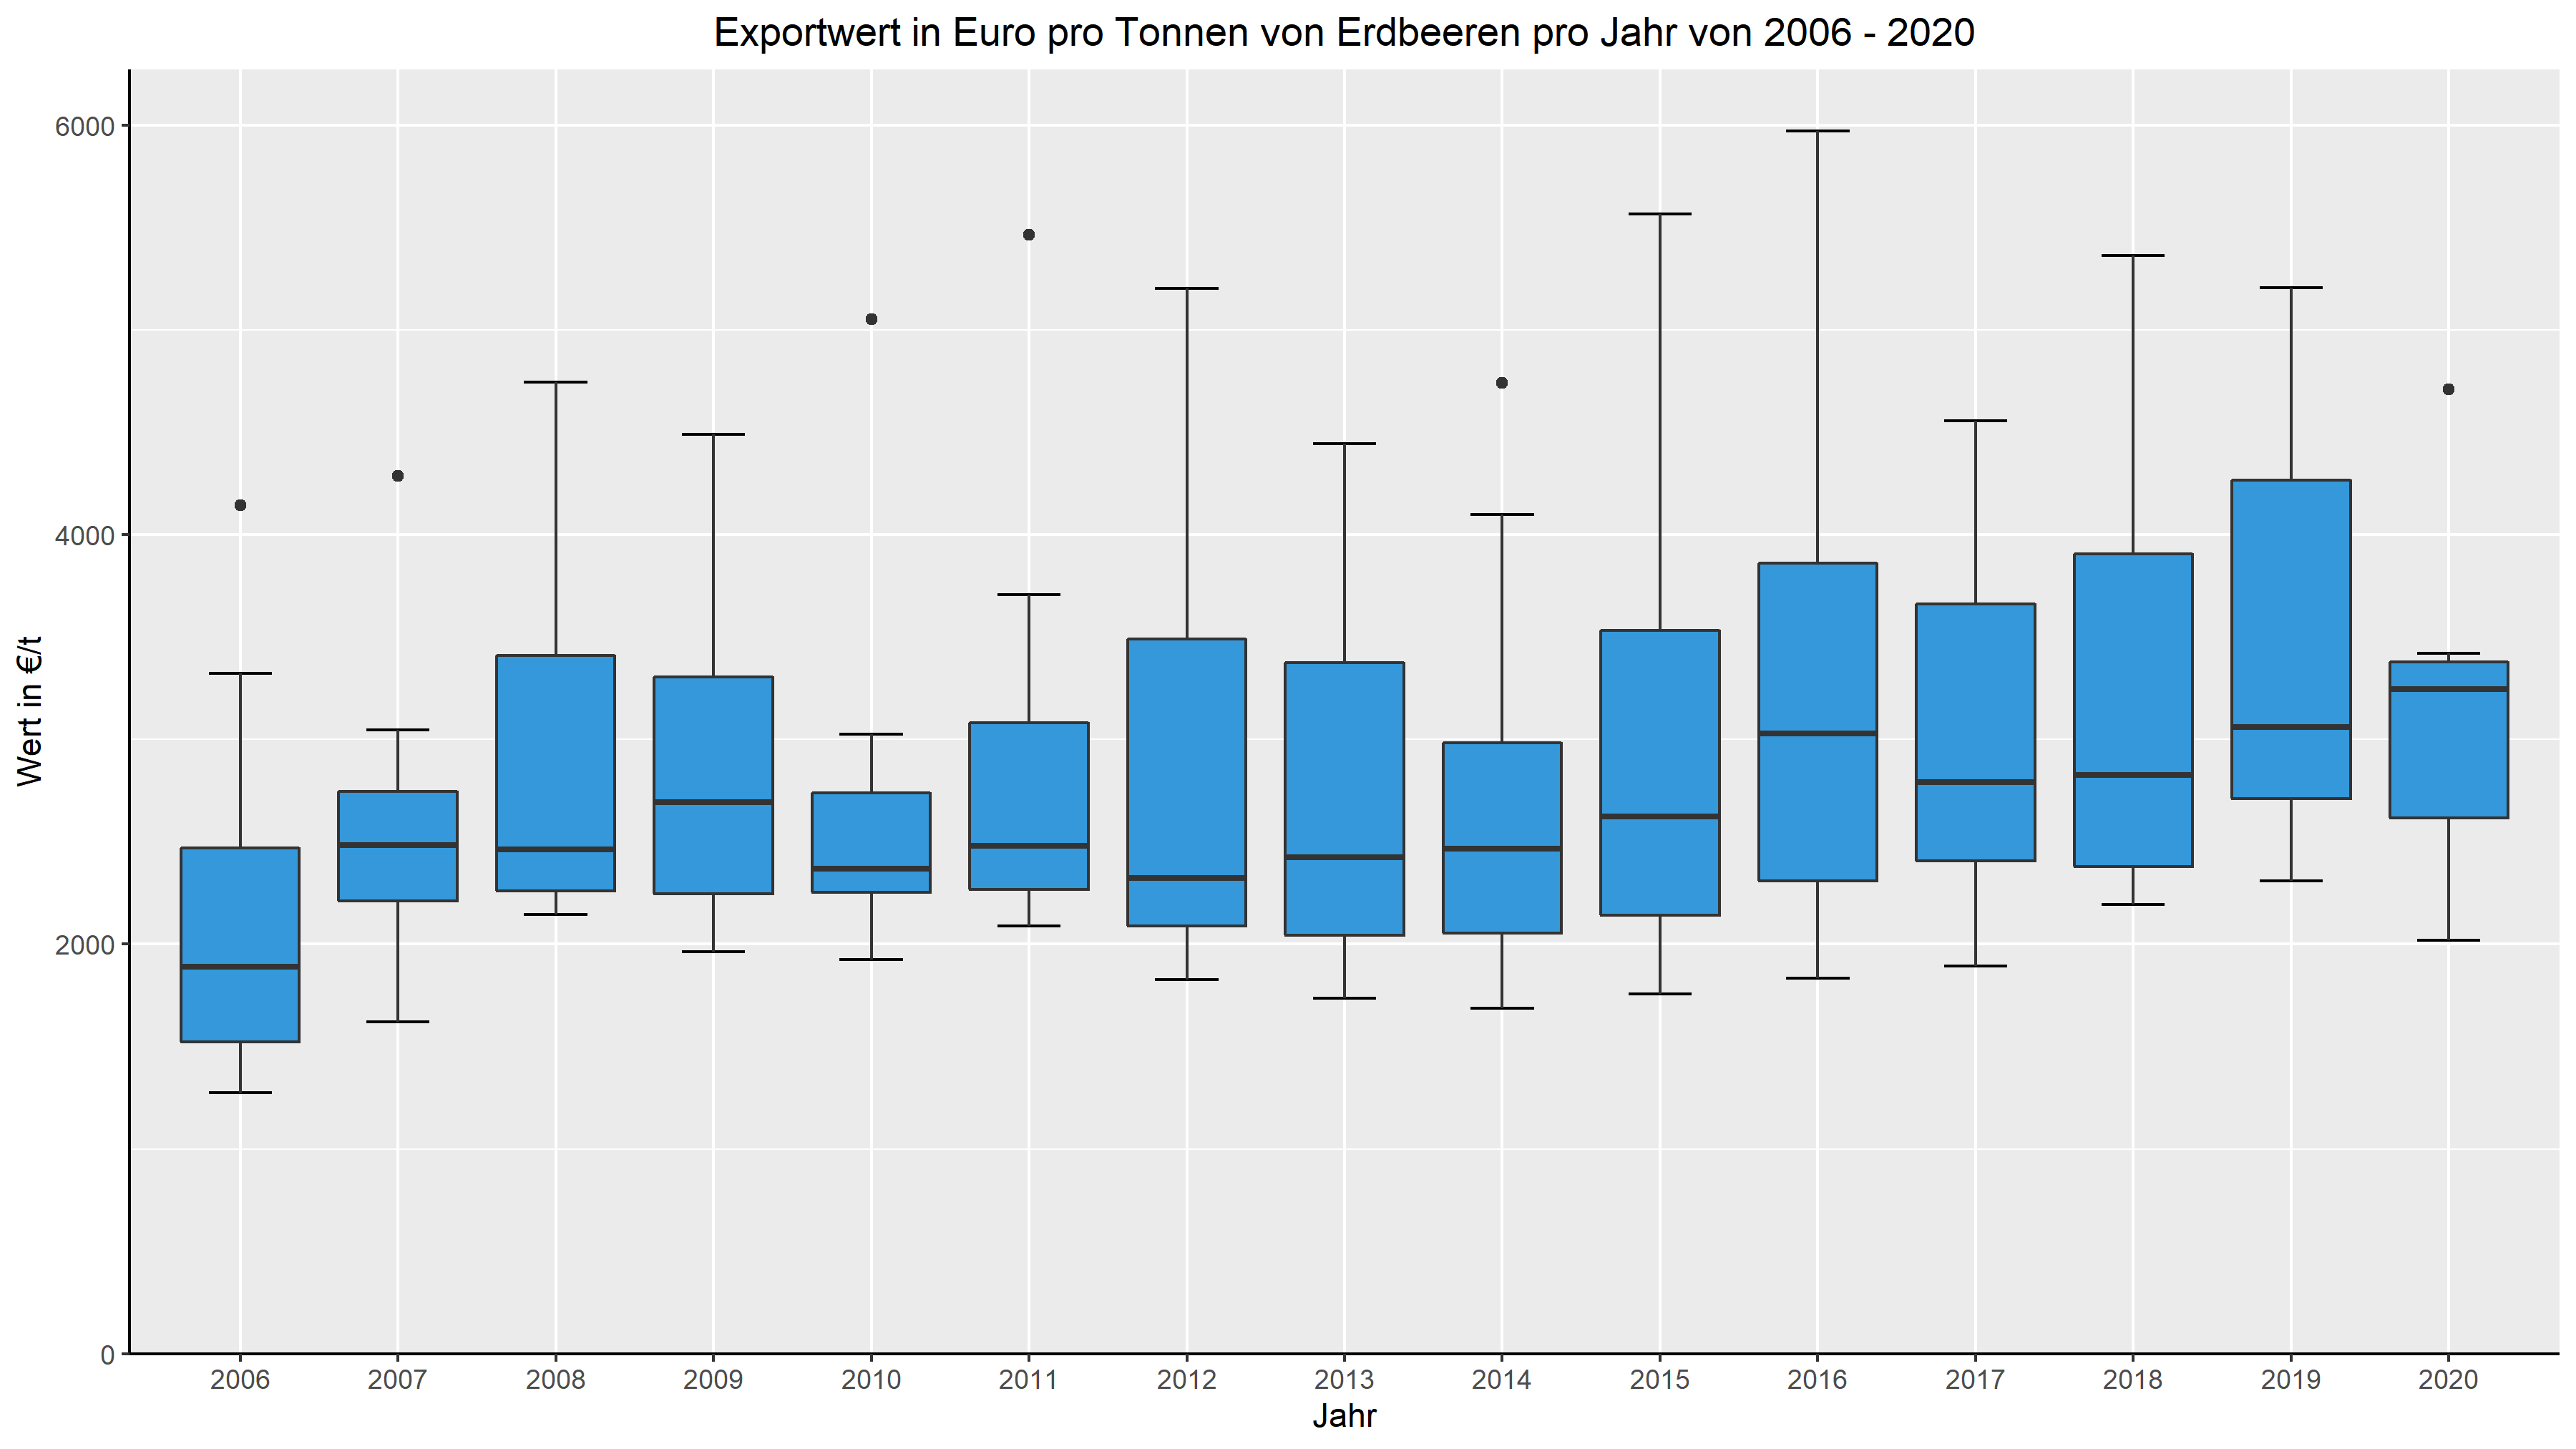 Exportwert in Euro pro Tonnen von Erdbeeren pro Jahr von 2006 - 2020
6000
4000
2000
0
Wert in €/t
2006 2007 2008 2009 2010 2011 2012 2013 2014 2015 2016 2017 2018 2019 2020
Jahr